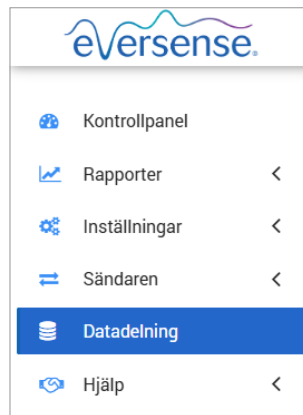 eversense.
Kontrollpanel
Rapporter
Inställningar
Sändaren
Datadelning
Hjälp